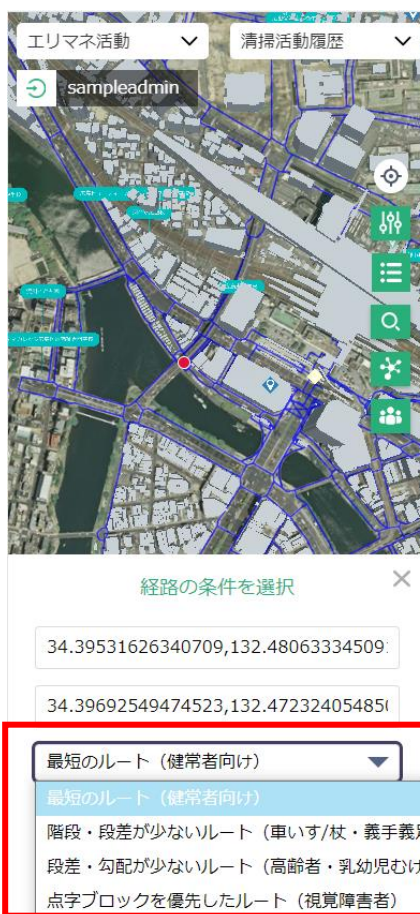 エリマネ活動
清掃活動履歴
sampleadmin
経路の条件を選択
34.39531626340709,132.4806333450
34.39692549474523,132.4723240548
最短のルート（健常者向け）
最短のルート（健常者向け）
階段・段差が少ないルート（車いす/杖・義手義
段差・勾配が少ないルート（高齢者・乳幼児むけ
点字ブロックを優先したルート（視覚障害者）